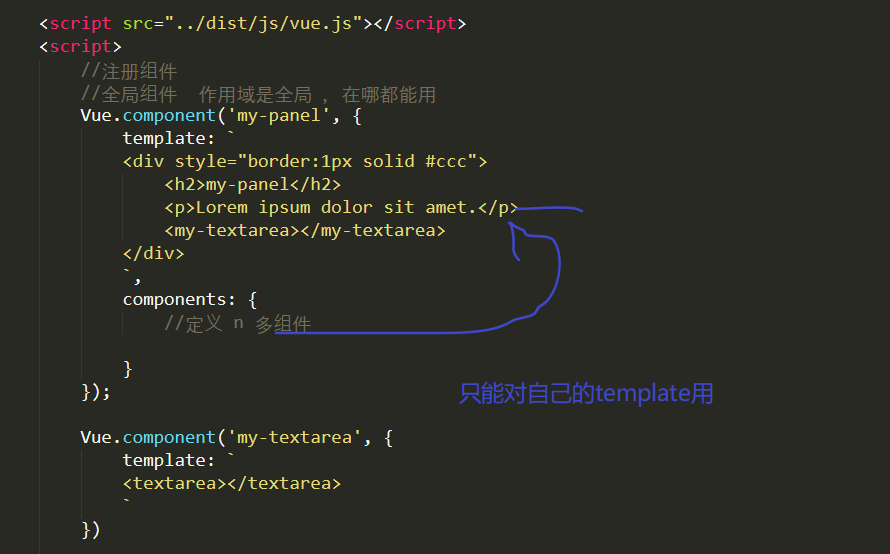 <script src="../dist/js/vue.js"></script>
<script>
    //注册组件
    //全局组件  作用域是全局 ，在哪都能用
    Vue.component('my-panel', {
        template: `
        <div style="border:1px solid #ccc">
            <h2>my-panel</h2>
            <p>Lorem ipsum dolor sit amet.</p>
            <my-textarea></my-textarea>
        </div>
        `,
        components: {
            //定义 n 多组件
        }
只能对自己的template用
    });
    Vue.component('my-textarea', {
        template: `
        <textarea></textarea>
        `
    })